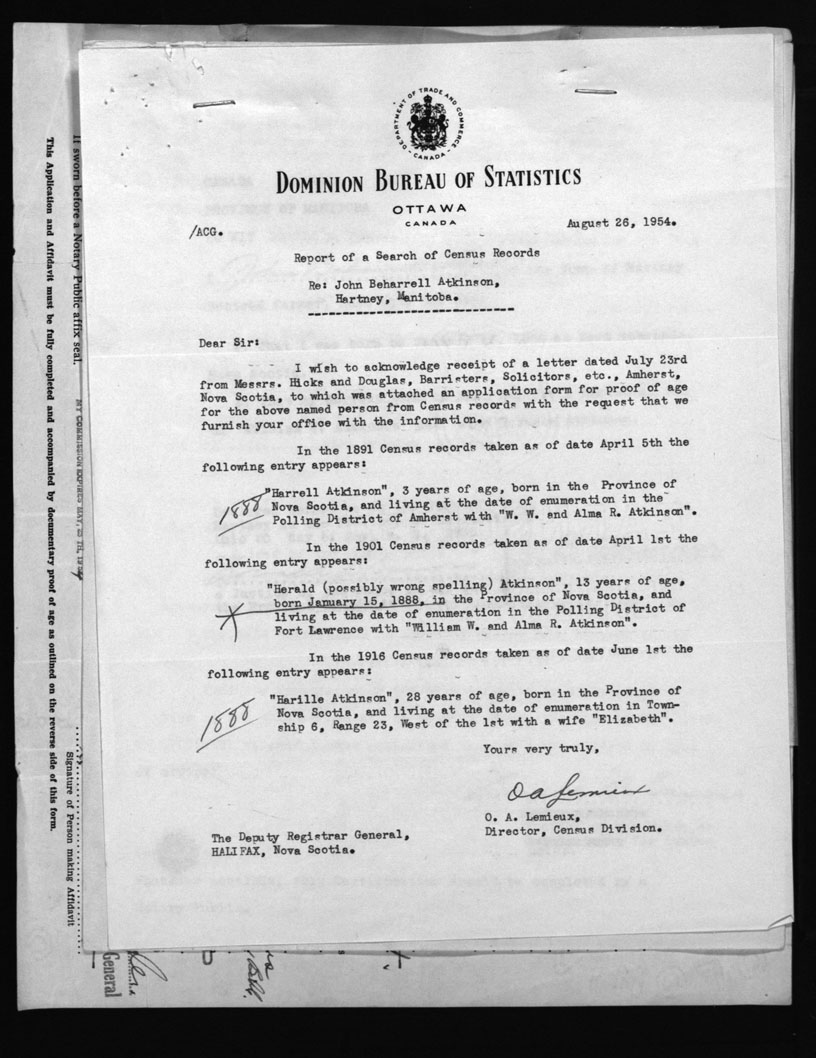 DEPARTMENT OF TRADE AND COMMERCE
- CANADA -
DOMINION BUREAU OF STATISTICS
OTTAWA
CANADA
/ACG.
August 26, 1954.
Report of a Search of Census Records
Re: John Beharrell Atkinson,
Hartney, Manitoba.
Dear Sir:
I wish to acknowledge receipt of a letter dated July 23rd
from Messrs. Hicks and Douglas, Barristers, Solicitors, etc., Amherst,
Nova Scotia, to which was attached an application form for proof of age
for the above named person from Census records with the request that we
furnish your office with the information.
In the 1891 Census records taken as of date April 5th the
following entry appears:
1888
"Harrell Atkinson", 3 years of age, born in the Province of
Nova Scotia, and living at the date of enumeration in the
Polling District of Amherst with "W. W. and Alma R. Atkinson".
In the 1901 Census records taken as of date April 1st the
following entry appears:
"Herald (possibly wrong spelling) Atkinson", 13 years of age,
born January 15, 1888, in the Province of Nova Scotia, and
living at the date of enumeration in the Polling District of
Fort Lawrence with "William W. and Alma R. Atkinson".
In the 1916 Census records taken as of date June 1st the
following entry appears:
1888
"Harille Atkinson", 28 years of age, born in the Province of
Nova Scotia, and living at the date of enumeration in Town-
ship 6, Range 23, West of the 1st with a wife "Elizabeth".
Yours very truly,
O A Lemieux
O. A. Lemieux,
Director, Census Division.
The Deputy Registrar General,
HALIFAX, Nova Scotia.
If sworn before a Notary Public affix seal.
MY COMMISSION EXPIRES MAY,
This Application and Affidavit must be fully completed and accompanied by documentary proof of age as outlined on the reverse side of this form.
Signature of Person making Affidavit
General